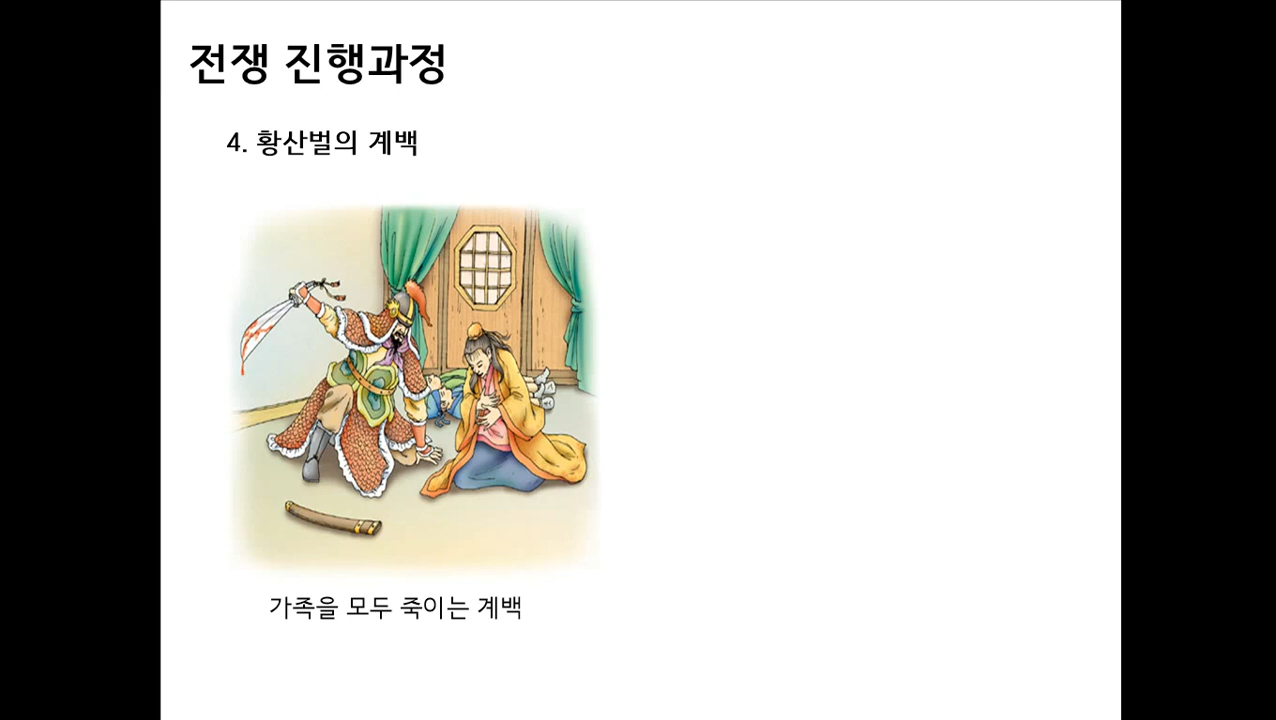 전쟁 진행과정
4. 황산벌의 계백
가족을 모두 죽이는 계백